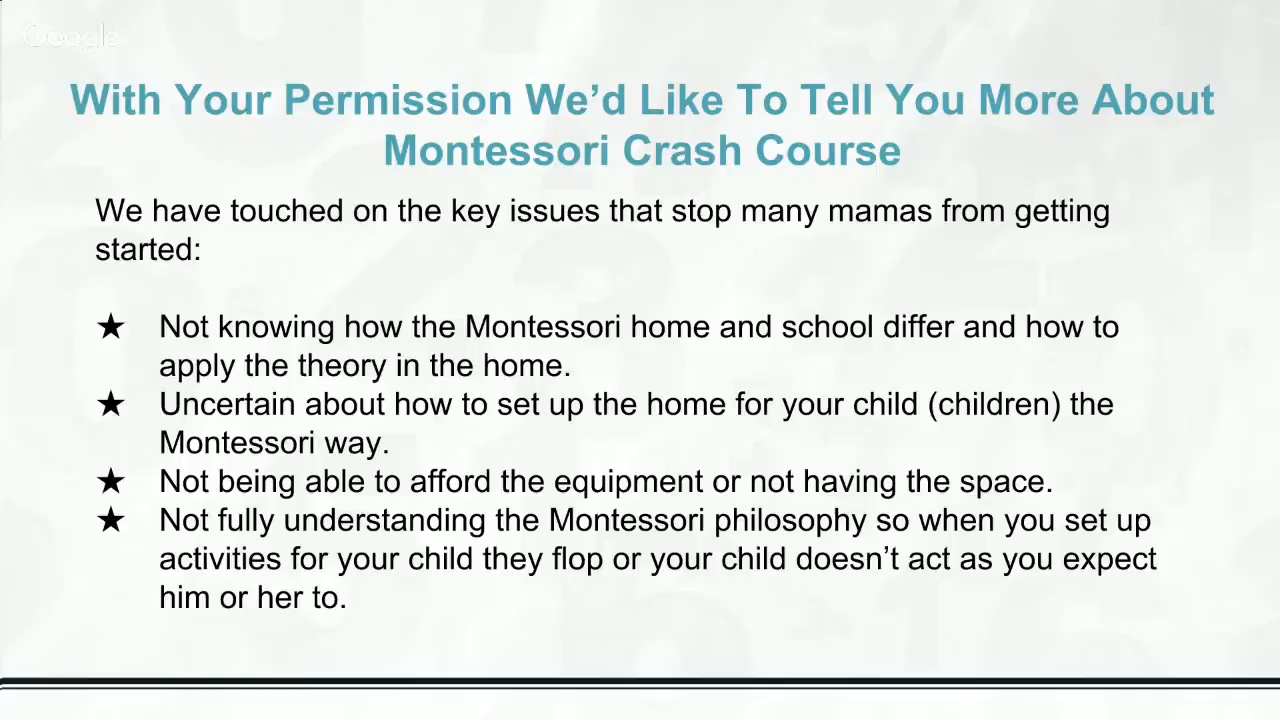 Google
With Your Permission We’d Like To Tell You More About
Montessori Crash Course
We have touched on the key issues that stop many mamas from getting
started:
★ Not knowing how the Montessori home and school differ and how to
apply the theory in the home.
★ Uncertain about how to set up the home for your child (children) the
Montessori way.
★ Not being able to afford the equipment or not having the space.
★ Not fully understanding the Montessori philosophy so when you set up
activities for your child they flop or your child doesn’t act as you expect
him or her to.